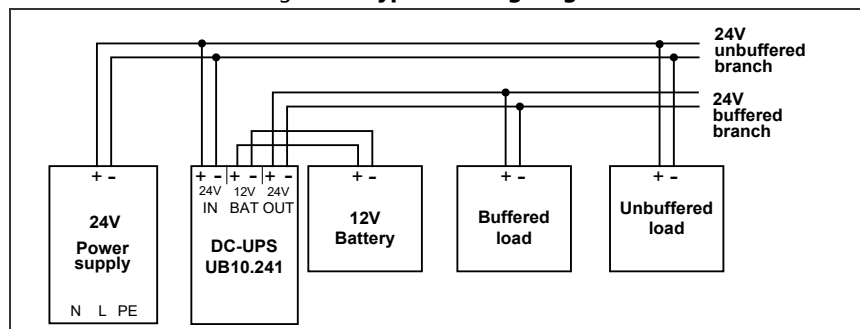 24V
unbuffered
branch
24V
buffered
branch
+ -
24V
Power
supply
N L PE
+ - + - + -
24V 12V 24V
IN BAT OUT
DC-UPS
UB10.241
+ -
12V
Battery
+ -
Buffered
load
+ -
Unbuffered
load